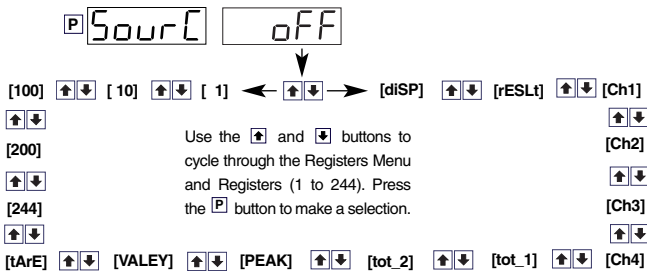 P SourC oFF
[100] [ 10] [ 1] [diSP] [rESLt] [Ch1]
[200] [Ch2]
Use the and buttons to
cycle through the Registers Menu
and Registers (1 to 244). Press
the P button to make a selection.
[244] [Ch3]
[tArE] [VALEY] [PEAK] [tot_2] [tot_1] [Ch4]